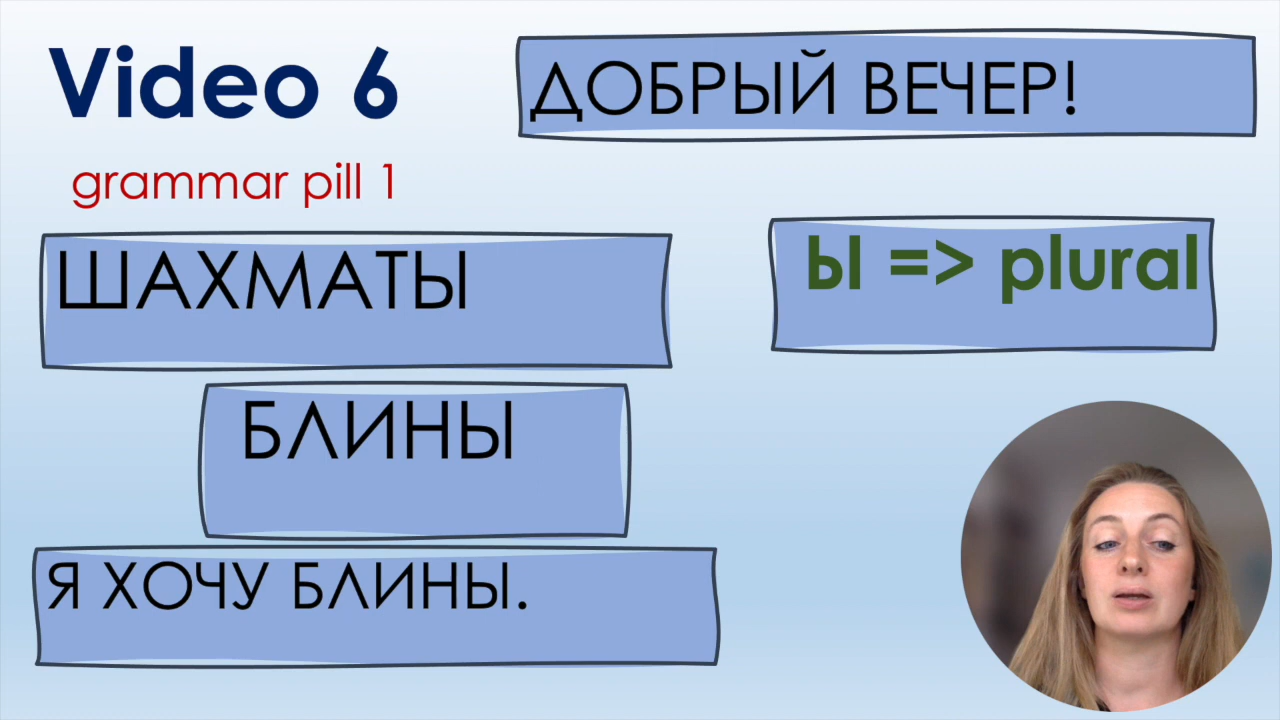 Video 6
ДОБРЫЙ ВЕЧЕР!
grammar pill 1
ШАХМАТЫ
Ы => plural
БЛИНЫ
Я ХОЧУ БЛИНЫ.